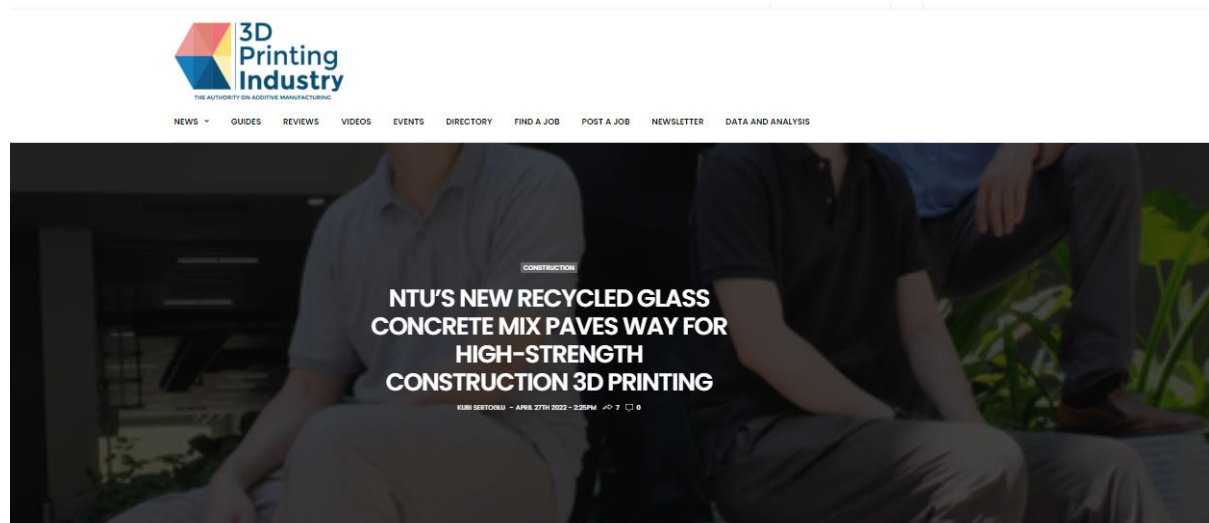 3D
Printing
Industry
THE AUTHORITY ON ADDITIVE MANUFACTURING
NEWS GUIDES REVIEWS VIDEOS EVENTS DIRECTORY FIND A JOB POST A JOB NEWSLETTER DATA AND ANALYSIS
CONSTRUCTION
NTU'S NEW RECYCLED GLASS
CONCRETE MIX PAVES WAY FOR
HIGH-STRENGTH
CONSTRUCTION 3D PRINTING
KUBI SERTOGLU - APRIL 27TH 2022 - 2:25PM 7 0